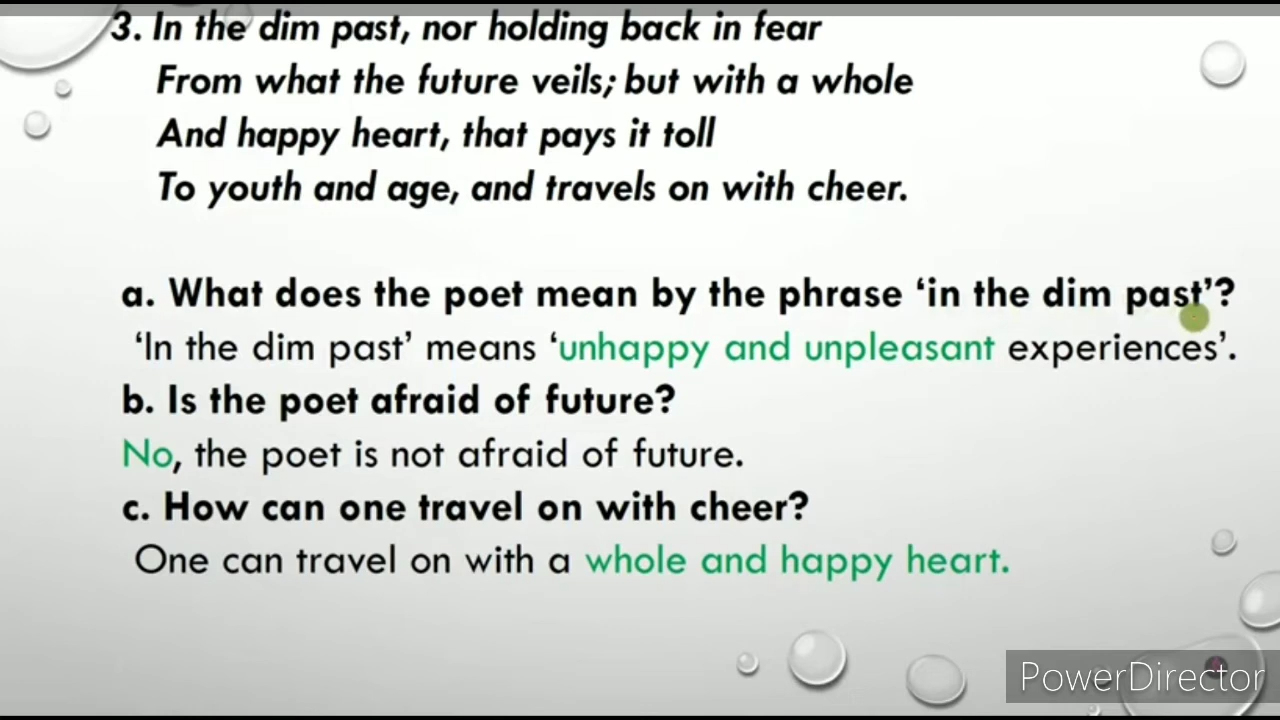 3. In the dim past, nor holding back in fear
From what the future veils; but with a whole
And happy heart, that pays it toll
To youth and age, and travels on with cheer.
a. What does the poet mean by the phrase ‘in the dim past’?
‘In the dim past’ means ‘unhappy and unpleasant experiences’.
b. Is the poet afraid of future?
No, the poet is not afraid of future.
c. How can one travel on with cheer?
One can travel on with a whole and happy heart.
PowerDirector